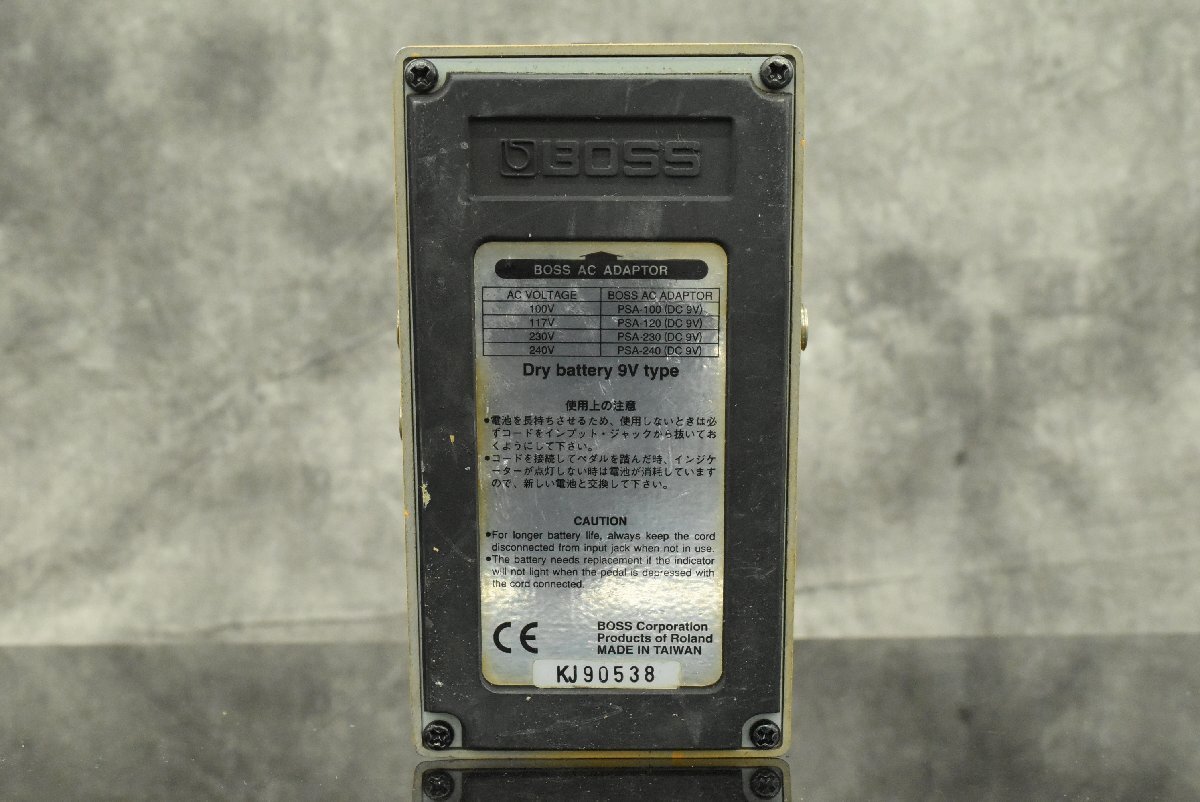 BOSS
BOSS AC ADAPTOR
AC VOLTAGE BOSS AC ADAPTOR
100V PSA-100 (DC 9V)
117V PSA-120 (DC 9V)
230V PSA-230 (DC 9V)
240V PSA-240 (DC 9V)
Dry battery 9V type
使用上の注意
●電池を長持ちさせるため、使用しないときは必
ずコードをインプット・ジャックから抜いてお
くようにして下さい。
●コードを接続してペダルを踏んだ時、インジケ
ーターが点灯しない時は電池が消耗しています
ので、新しい電池と交換して下さい。
CAUTION
●For longer battery life, always keep the cord
disconnected from input jack when not in use.
●The battery needs replacement if the indicator
will not light when the pedal is depressed with
the cord connected.
CE
BOSS Corporation
Products of Roland
MADE IN TAIWAN
KJ90538